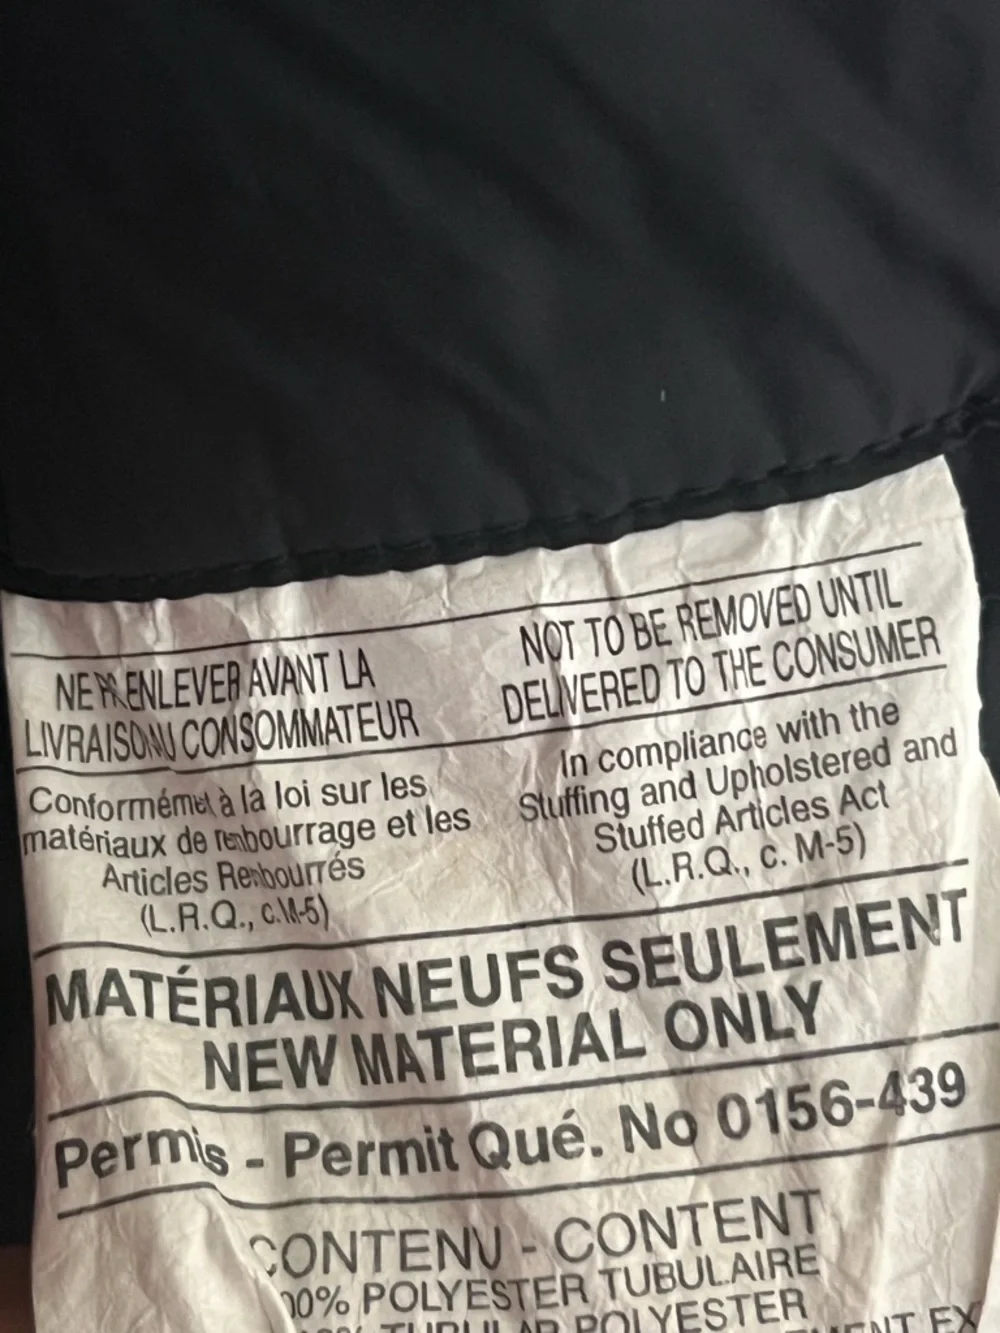 NE PAS ENLEVER AVANT LA
LIVRAISON AU CONSOMMATEUR
NOT TO BE REMOVED UNTIL
DELIVERED TO THE CONSUMER
Conformément à la loi sur les
matériaux de rembourrage et les
Articles Rembourrés
(L.R.Q., c. M-5)
In compliance with the
Stuffing and Upholstered and
Stuffed Articles Act
(L.R.Q., c. M-5)
MATÉRIAUX NEUFS SEULEMENT
NEW MATERIAL ONLY
Permis - Permit Qué. No 0156-439
CONTENU - CONTENT
00% POLYESTER TUBULAIRE
TUBULAR POLYESTER